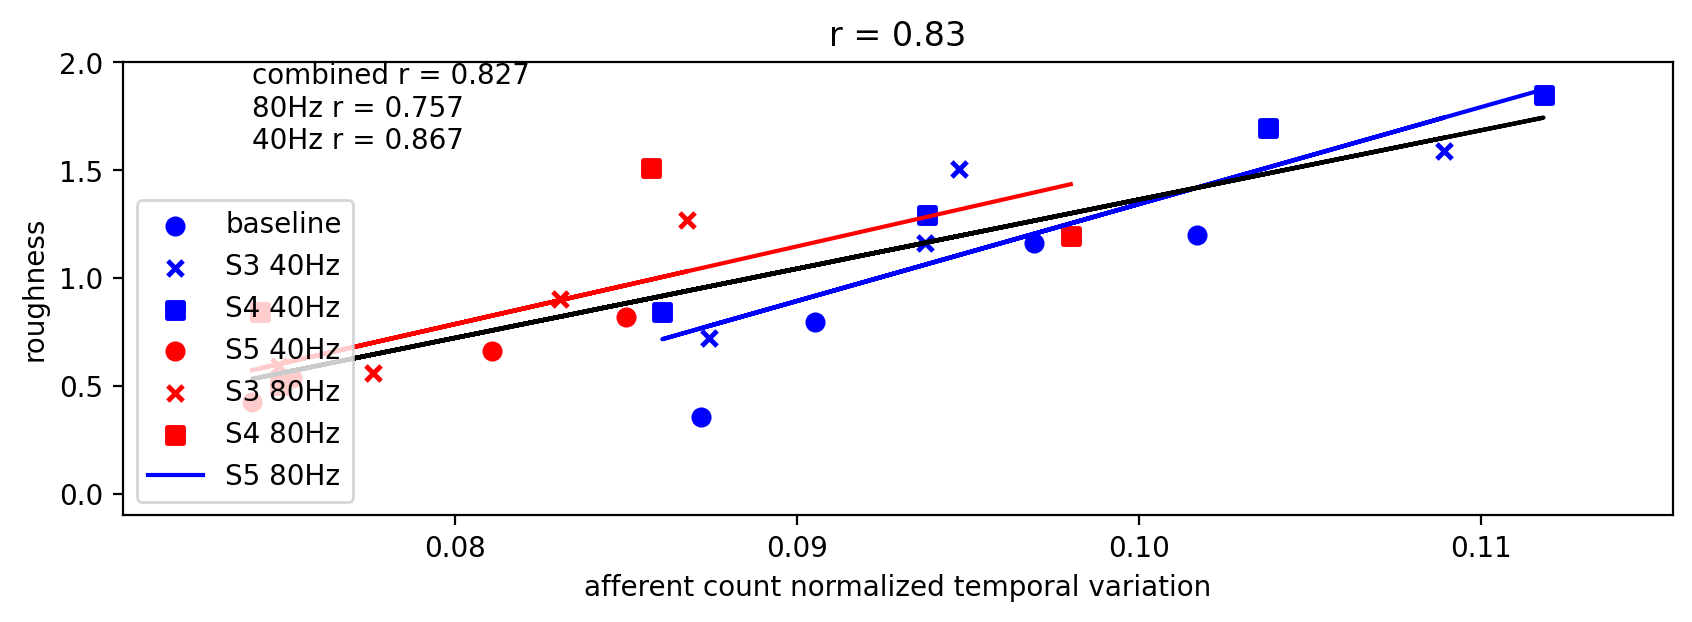 r = 0.83
combined r = 0.827
80Hz r = 0.757
40Hz r = 0.867
2.0
1.5
1.0
0.5
0.0
roughness
baseline
S3 40Hz
S4 40Hz
S5 40Hz
S3 80Hz
S4 80Hz
S5 80Hz
0.08 0.09 0.10 0.11
afferent count normalized temporal variation